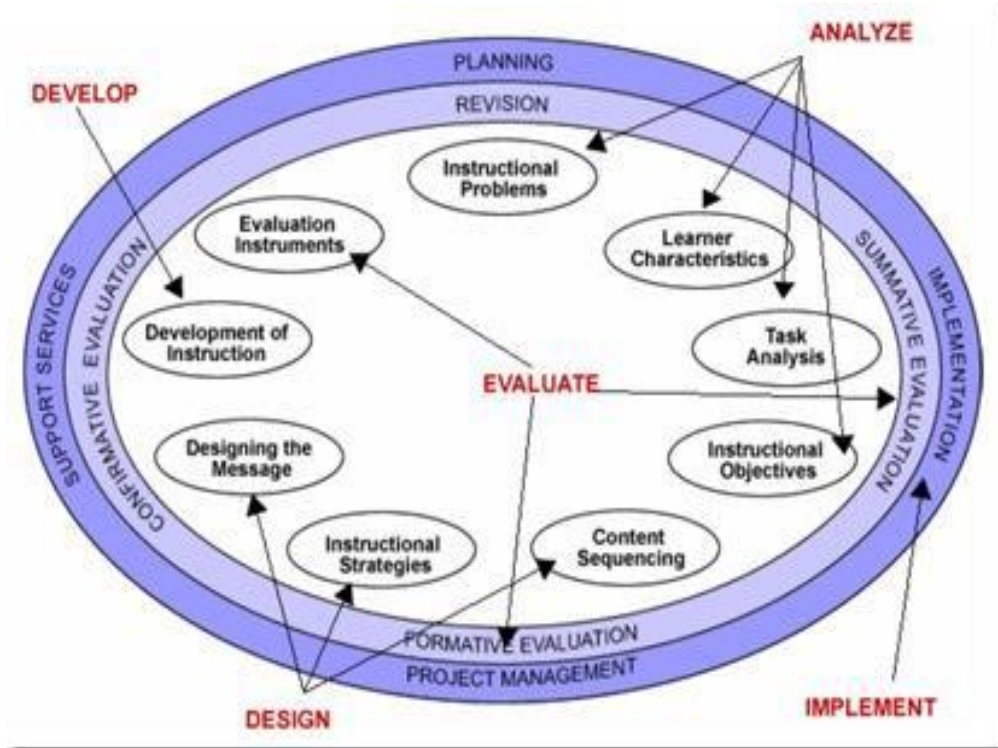 ANALYZE
PLANNING
DEVELOP
REVISION
Instructional
Problems
Evaluation
Instruments
Learner
Characteristics
SUPPORT SERVICES
CONFIRMATIVE EVALUATION
SUMMATIVE EVALUATION
IMPLEMENTATION
Development of
Instruction
Task
Analysis
EVALUATE
Designing the
Message
Instructional
Objectives
Instructional
Strategies
Content
Sequencing
FORMATIVE EVALUATION
PROJECT MANAGEMENT
DESIGN
IMPLEMENT